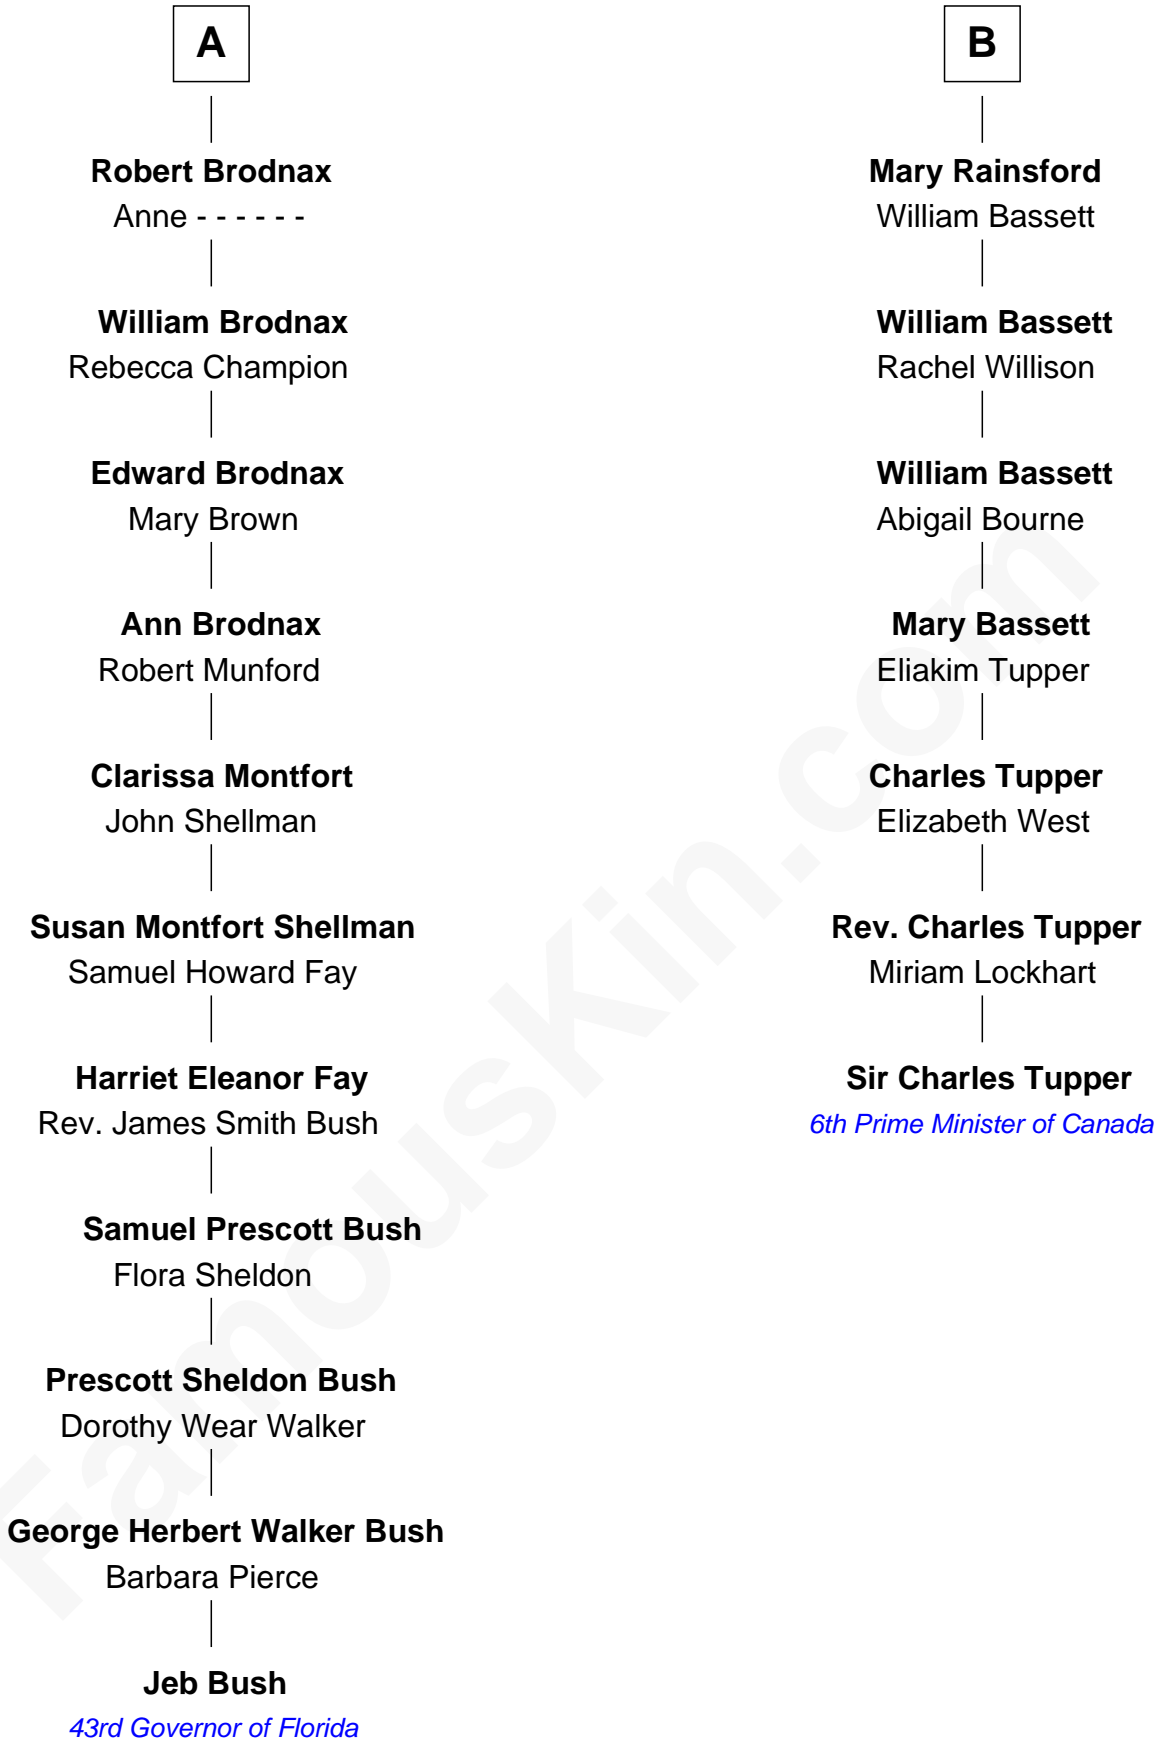 A
Robert Brodnax
Anne - - - - - -
William Brodnax
Rebecca Champion
Edward Brodnax
Mary Brown
Ann Brodnax
Robert Munford
Clarissa Montfort
John Shellman
Susan Montfort Shellman
Samuel Howard Fay
Harriet Eleanor Fay
Rev. James Smith Bush
Samuel Prescott Bush
Flora Sheldon
Prescott Sheldon Bush
Dorothy Wear Walker
George Herbert Walker Bush
Barbara Pierce
Jeb Bush
43rd Governor of Florida
B
Mary Rainsford
William Bassett
William Bassett
Rachel Willison
William Bassett
Abigail Bourne
Mary Bassett
Eliakim Tupper
Charles Tupper
Elizabeth West
Rev. Charles Tupper
Miriam Lockhart
Sir Charles Tupper
6th Prime Minister of Canada
FamousKin.com